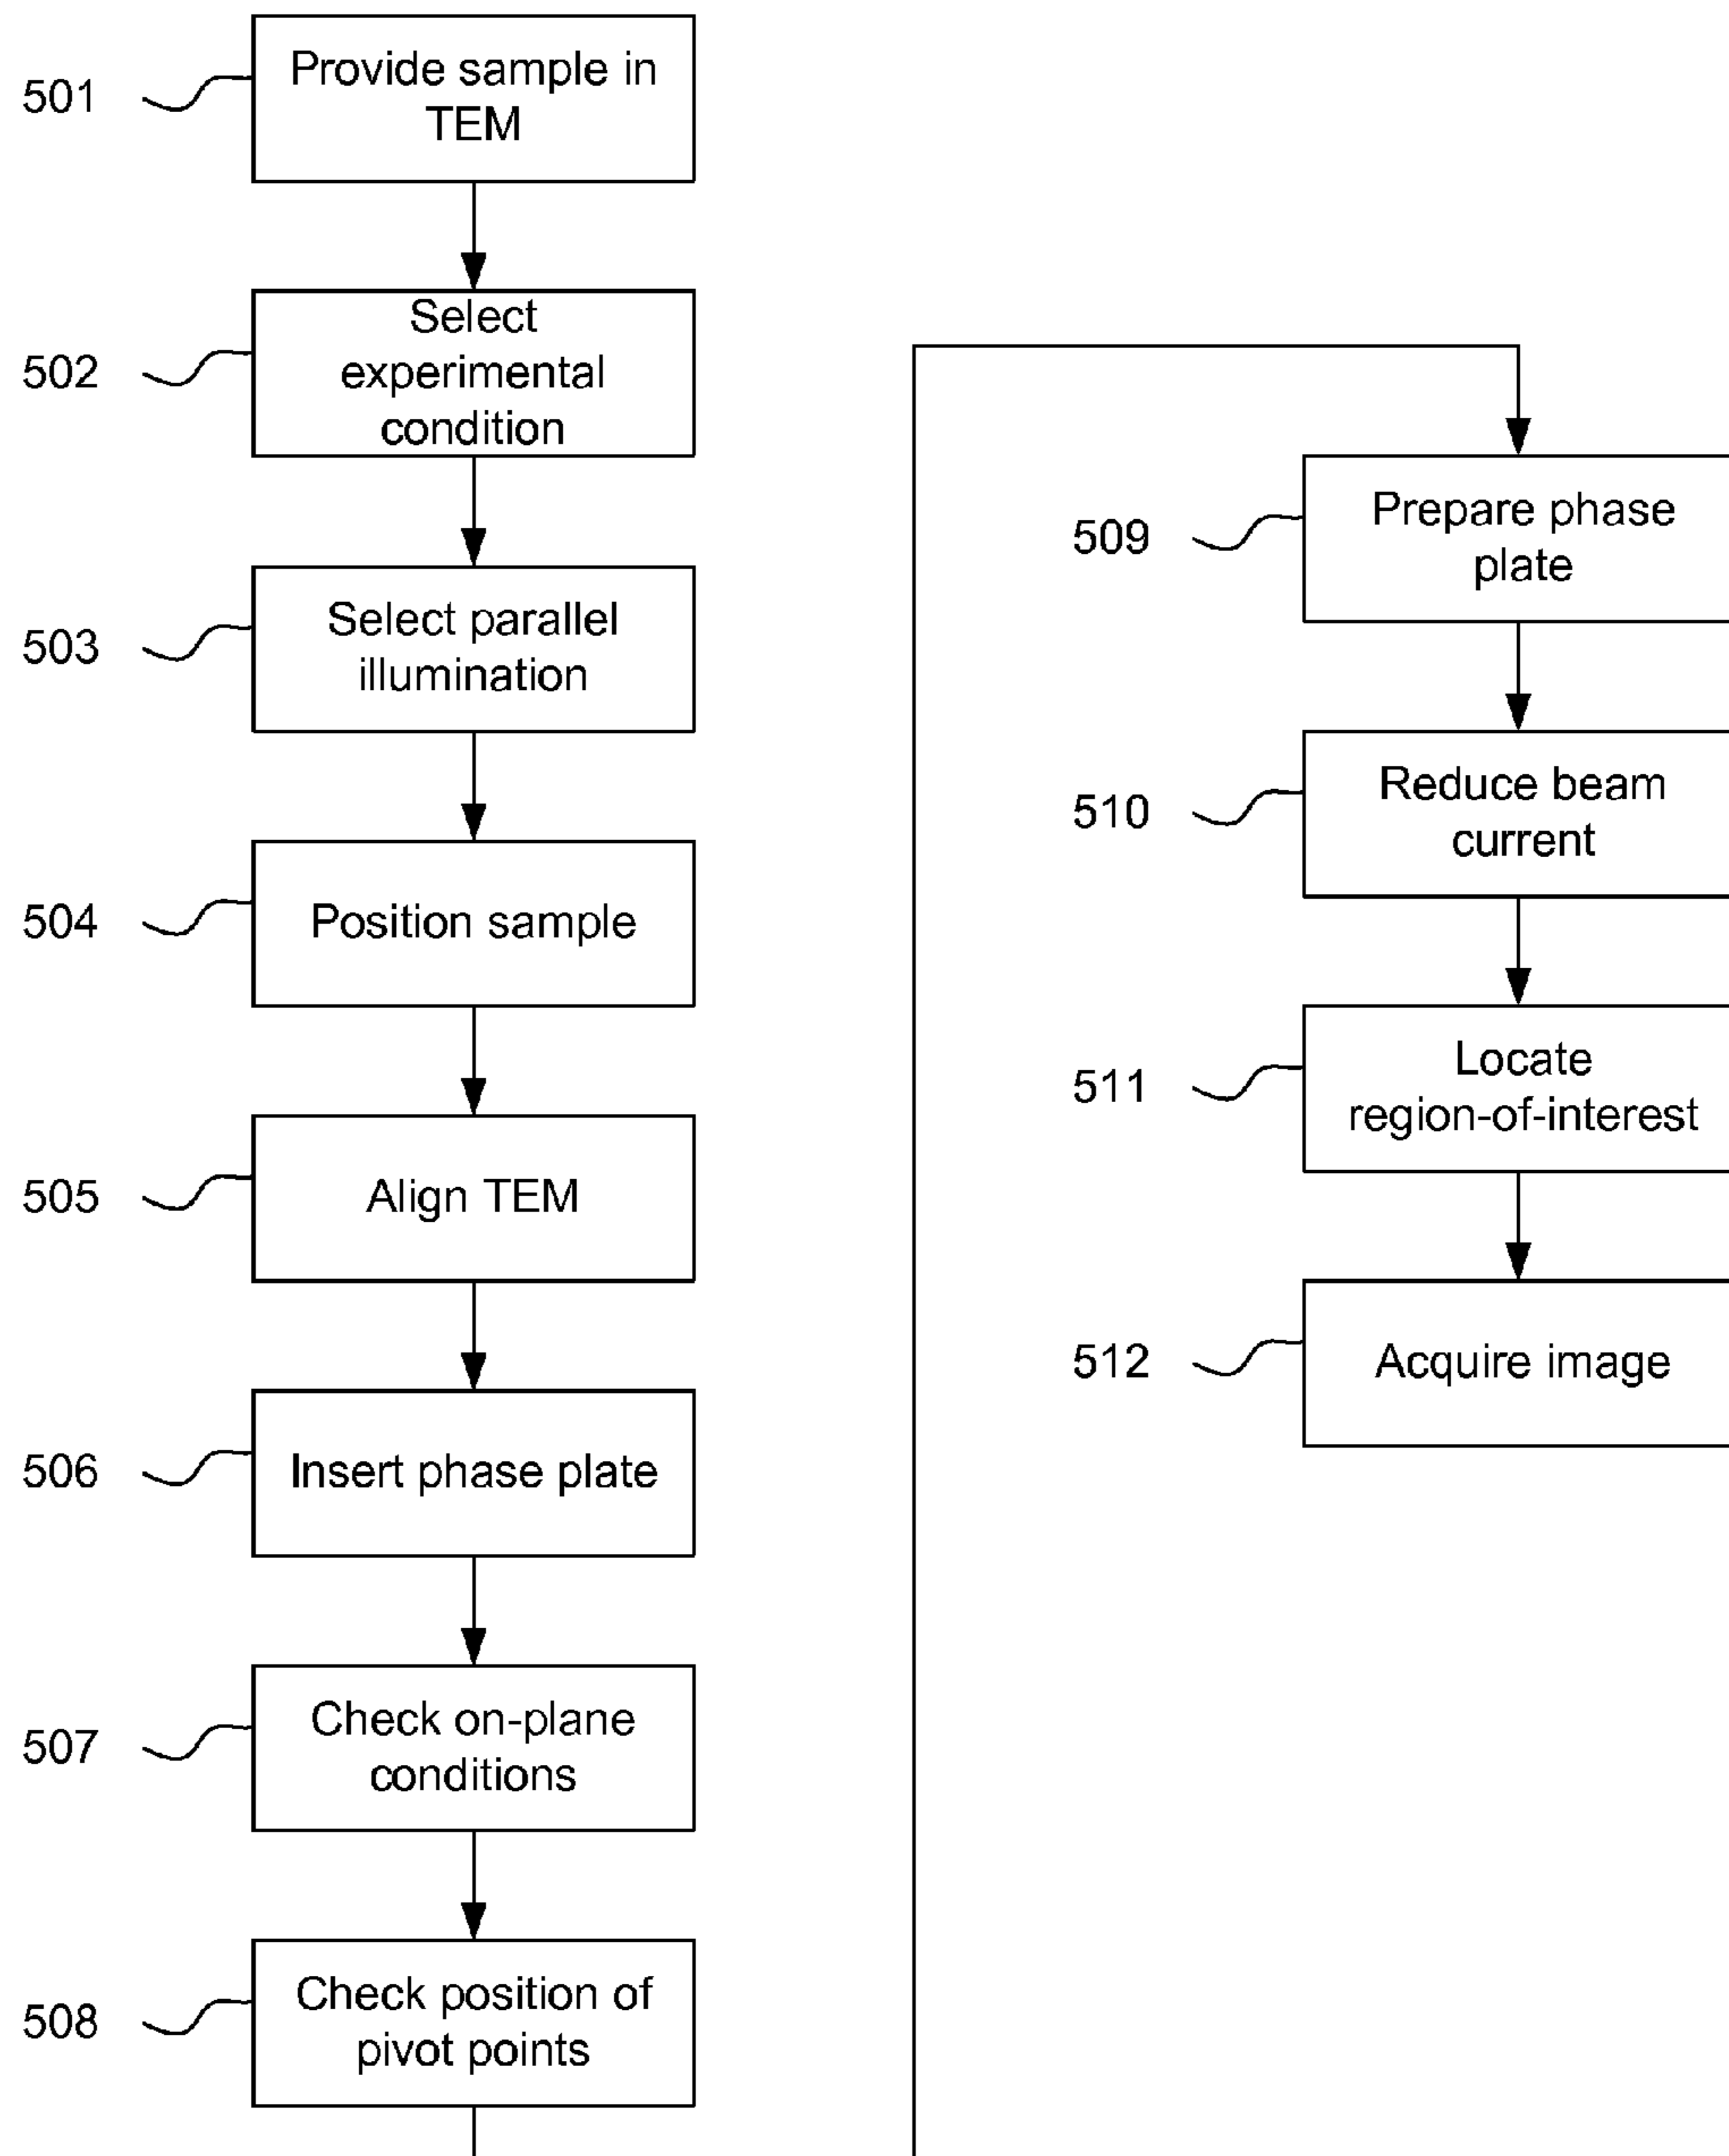 501
Provide sample in
TEM
502
Select
experimental
condition
503
Select parallel
illumination
504
Position sample
505
Align TEM
506
Insert phase plate
507
Check on-plane
conditions
508
Check position of
pivot points
509
Prepare phase
plate
510
Reduce beam
current
511
Locate
region-of-interest
512
Acquire image